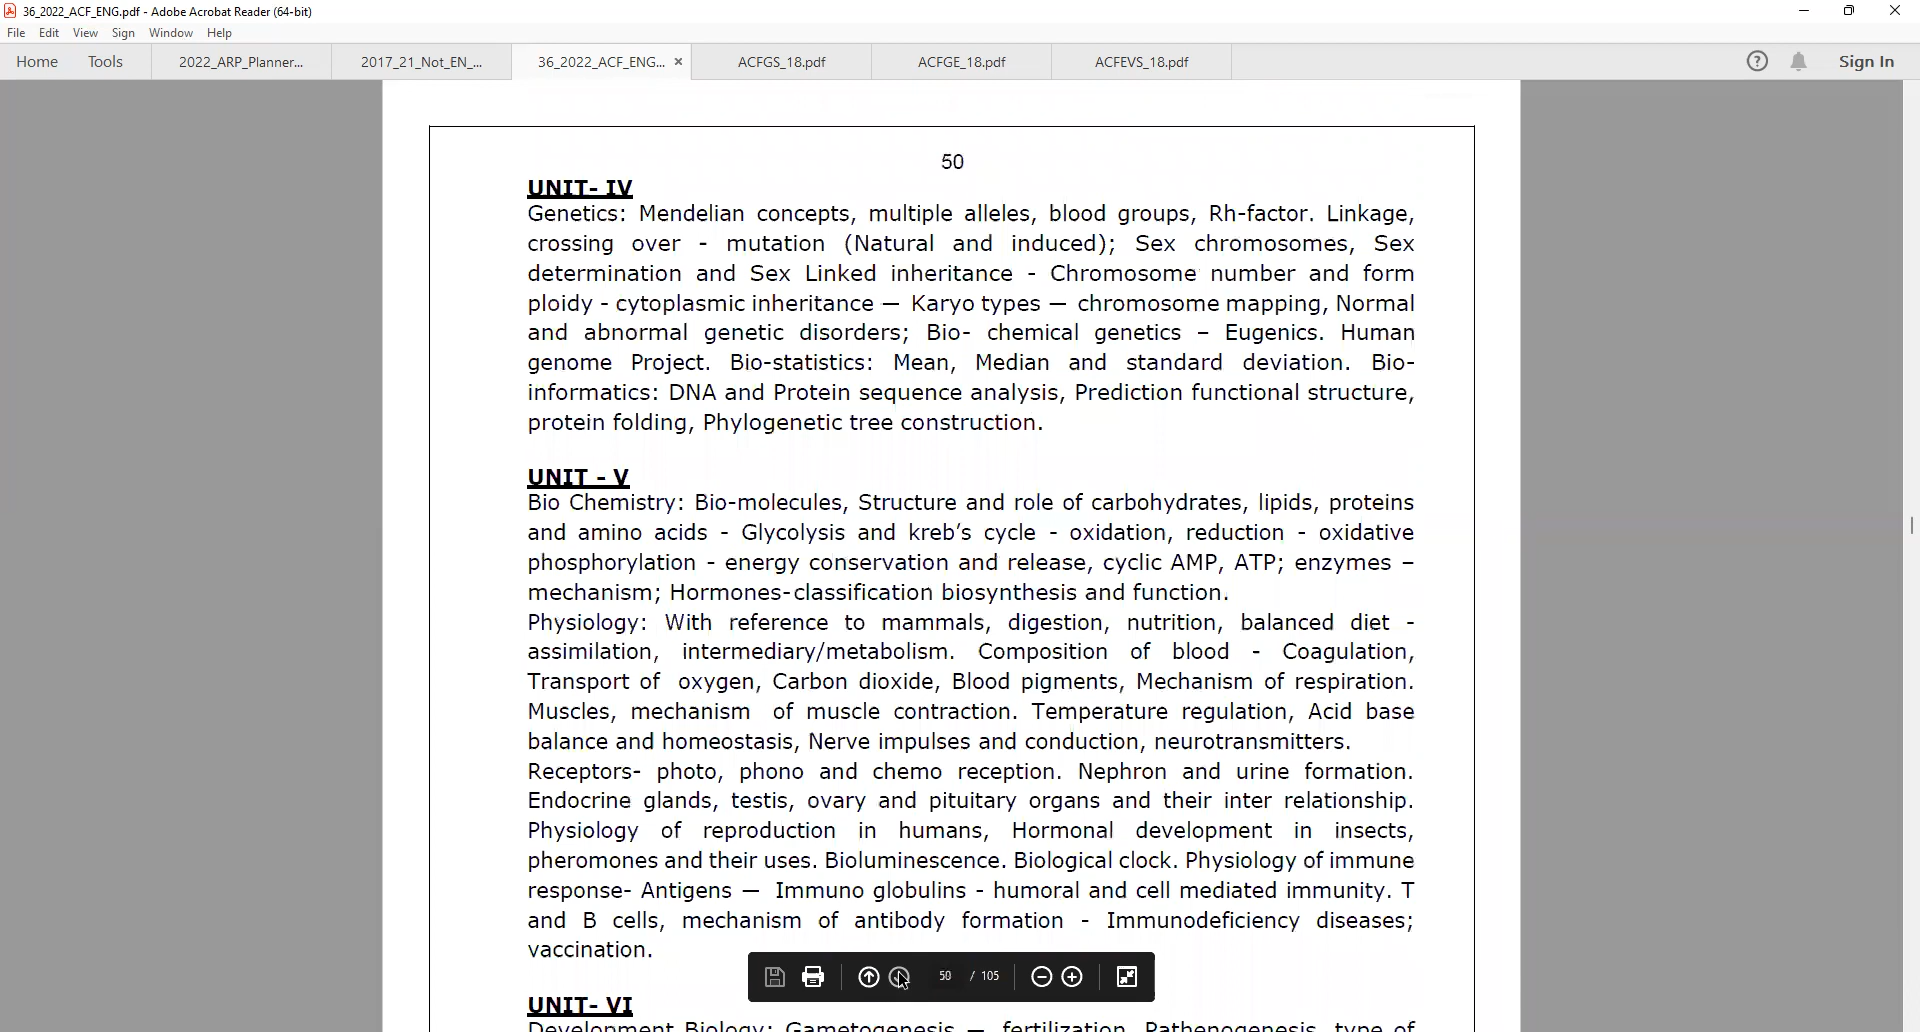 36_2022_ACF_ENG.pdf - Adobe Acrobat Reader (64-bit)
File Edit View Sign Window Help
Home Tools 2022_ARP_Planner... 2017_21_Not_EN_... 36_2022_ACF_ENG... × ACFGS_18.pdf ACFGE_18.pdf ACFEVS_18.pdf ? Sign In
50
UNIT- IV
Genetics: Mendelian concepts, multiple alleles, blood groups, Rh-factor. Linkage,
crossing over - mutation (Natural and induced); Sex chromosomes, Sex
determination and Sex Linked inheritance - Chromosome number and form
ploidy - cytoplasmic inheritance — Karyo types — chromosome mapping, Normal
and abnormal genetic disorders; Bio- chemical genetics – Eugenics. Human
genome Project. Bio-statistics: Mean, Median and standard deviation. Bio-
informatics: DNA and Protein sequence analysis, Prediction functional structure,
protein folding, Phylogenetic tree construction.
UNIT - V
Bio Chemistry: Bio-molecules, Structure and role of carbohydrates, lipids, proteins
and amino acids - Glycolysis and kreb’s cycle - oxidation, reduction - oxidative
phosphorylation - energy conservation and release, cyclic AMP, ATP; enzymes –
mechanism; Hormones-classification biosynthesis and function.
Physiology: With reference to mammals, digestion, nutrition, balanced diet -
assimilation, intermediary/metabolism. Composition of blood - Coagulation,
Transport of oxygen, Carbon dioxide, Blood pigments, Mechanism of respiration.
Muscles, mechanism of muscle contraction. Temperature regulation, Acid base
balance and homeostasis, Nerve impulses and conduction, neurotransmitters.
Receptors- photo, phono and chemo reception. Nephron and urine formation.
Endocrine glands, testis, ovary and pituitary organs and their inter relationship.
Physiology of reproduction in humans, Hormonal development in insects,
pheromones and their uses. Bioluminescence. Biological clock. Physiology of immune
response- Antigens — Immuno globulins - humoral and cell mediated immunity. T
and B cells, mechanism of antibody formation - Immunodeficiency diseases;
vaccination.
50 / 105
UNIT- VI
Development Biology: Gametogenesis — fertilization, Pathenogenesis, type of